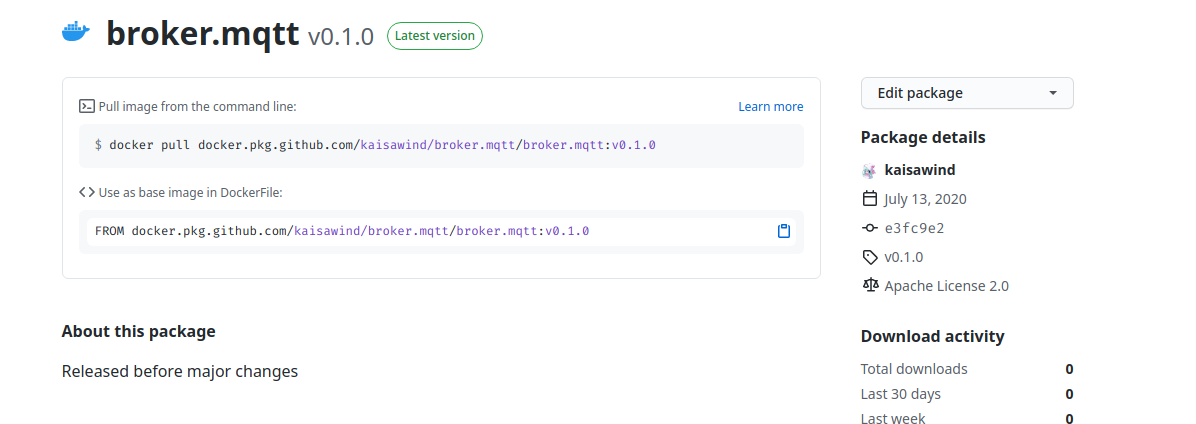 broker.mqtt v0.1.0 Latest version
Pull image from the command line: Learn more
$ docker pull docker.pkg.github.com/kaisawind/broker.mqtt/broker.mqtt:v0.1.0
Use as base image in DockerFile:
FROM docker.pkg.github.com/kaisawind/broker.mqtt/broker.mqtt:v0.1.0
About this package
Released before major changes
Edit package
Package details
kaisawind
July 13, 2020
e3fc9e2
v0.1.0
Apache License 2.0
Download activity
Total downloads 0
Last 30 days 0
Last week 0